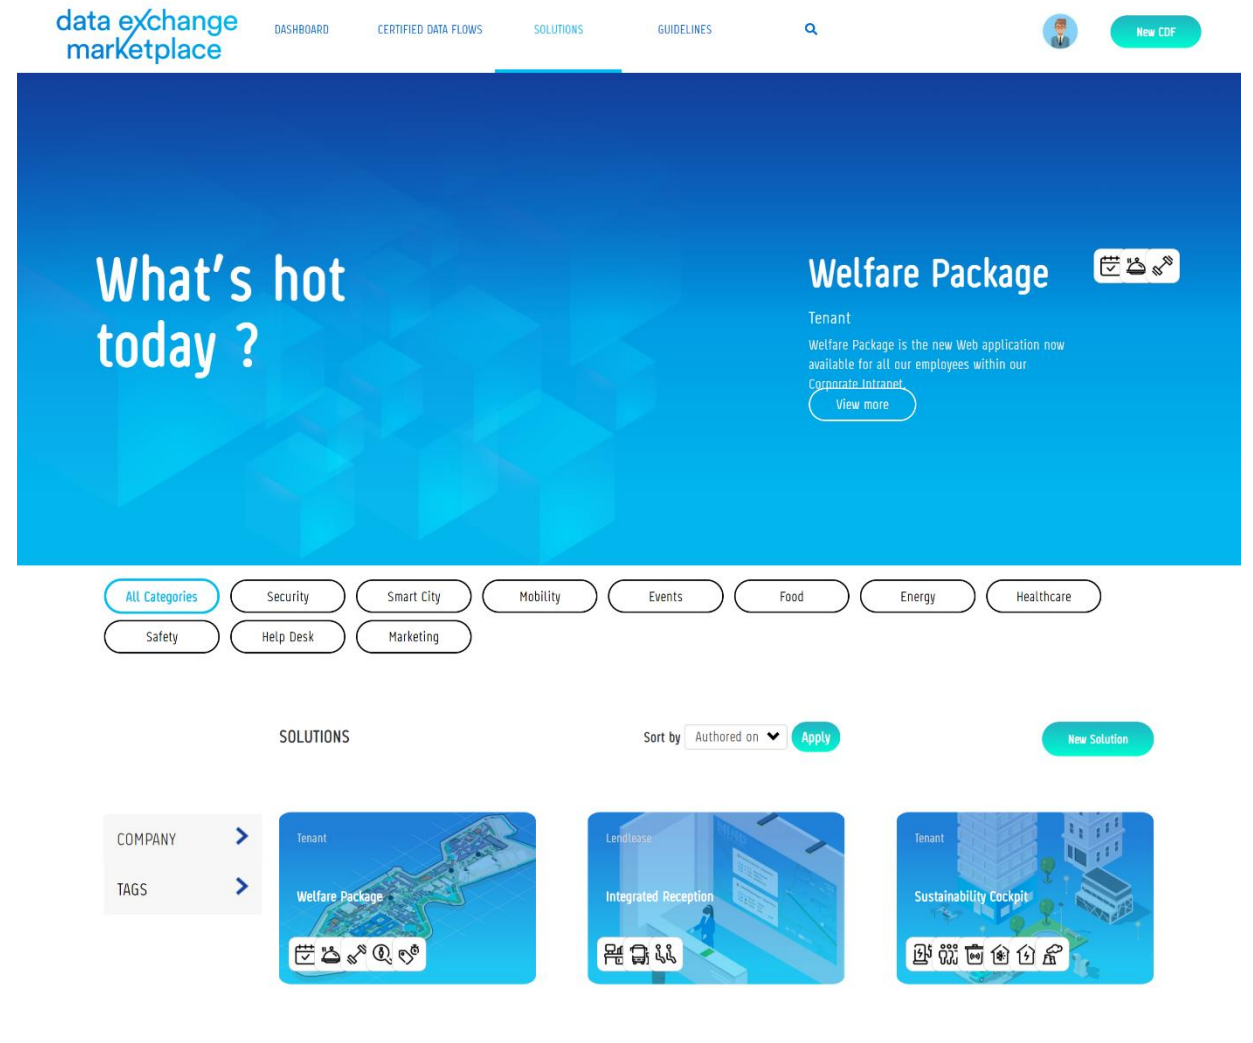 data exchange
marketplace
DASHBOARD
CERTIFIED DATA FLOWS
SOLUTIONS
GUIDELINES
New CDF
What's hot
today ?
Welfare Package
Tenant
Welfare Package is the new Web application now
available for all our employees within our
Corporate Intranet.
View more
All Categories
Security
Smart City
Mobility
Events
Food
Energy
Healthcare
Safety
Help Desk
Marketing
SOLUTIONS
Sort by
Authored on
Apply
New Solution
COMPANY
TAGS
Tenant
Welfare Package
Lendlease
Integrated Reception
Tenant
Sustainability Cockpit